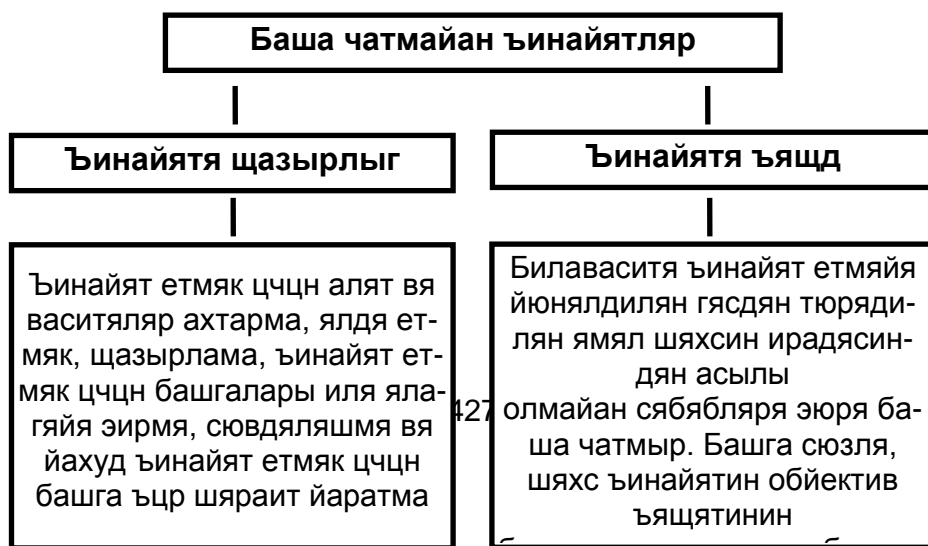 Баша чатмайан ъинайятляр
Ъинайятя щазырлыг
Ъинайятя ъящд
Ъинайят етмяк цчцн алят вя
васитяляр ахтарма, ялдя ет-
мяк, щазырлама, ъинайят ет-
мяк цчцн башгалары иля яла-
гяйя эирмя, сювдяляшмя вя
йахуд ъинайят етмяк цчцн
башга ъцр шяраит йаратма
427
Билаваситя ъинайят етмяйя
йюнялдилян гясдян тюряди-
лян ямял шяхсин ирадясин-
дян асылы
олмайан сябябляря эюря ба-
ша чатмыр. Башга сюзля,
шяхс ъинайятин обйектив
ъящятинин